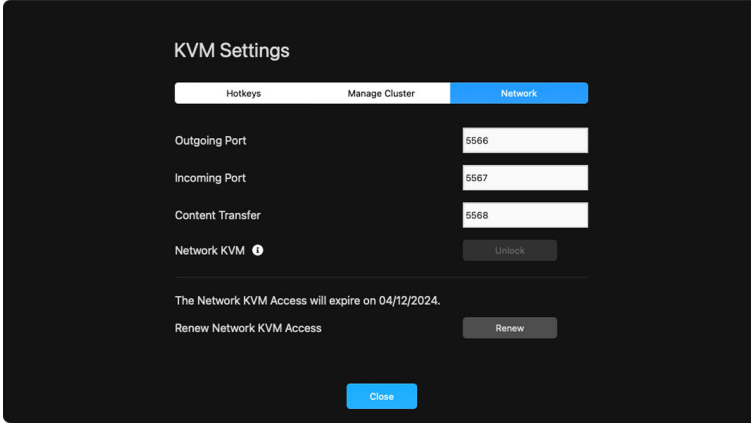 KVM Settings
Hotkeys Manage Cluster Network
Outgoing Port 5566
Incoming Port 5567
Content Transfer 5568
Network KVM Unlock
The Network KVM Access will expire on 04/12/2024.
Renew Network KVM Access Renew
Close